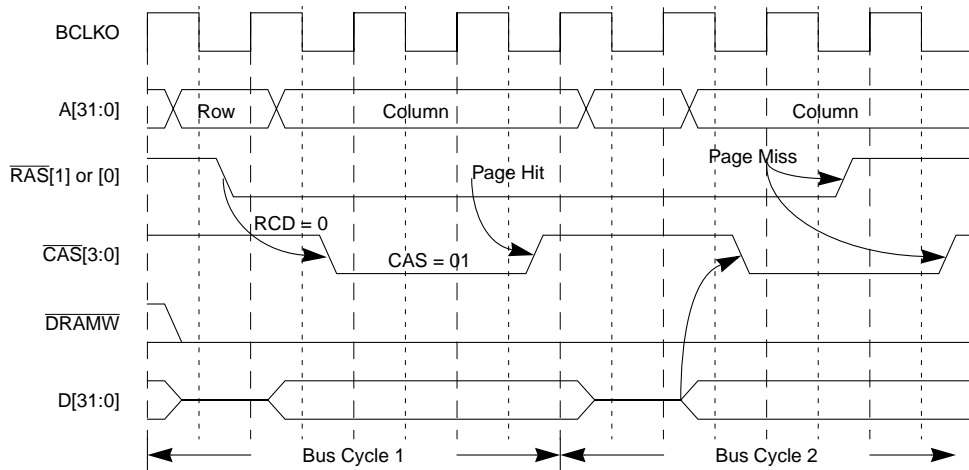 BCLKO
A[31:0]
Row
Column
Column
RAS[1] or [0]
Page Hit
Page Miss
RCD = 0
CAS[3:0]
CAS = 01
DRAMW
D[31:0]
Bus Cycle 1
Bus Cycle 2